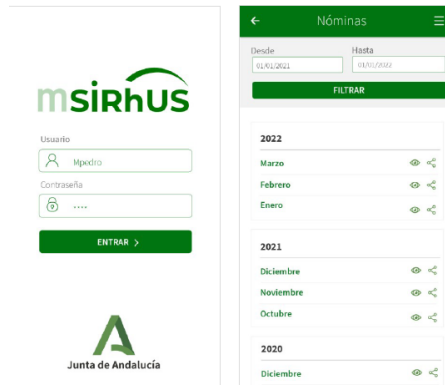 msirhus
Usuario
Mpedro
Contraseña
....
ENTRAR >
Junta de Andalucía
Nóminas
Desde Hasta
01/01/2021 01/01/2022
FILTRAR
2022
Marzo
Febrero
Enero
2021
Diciembre
Noviembre
Octubre
2020
Diciembre